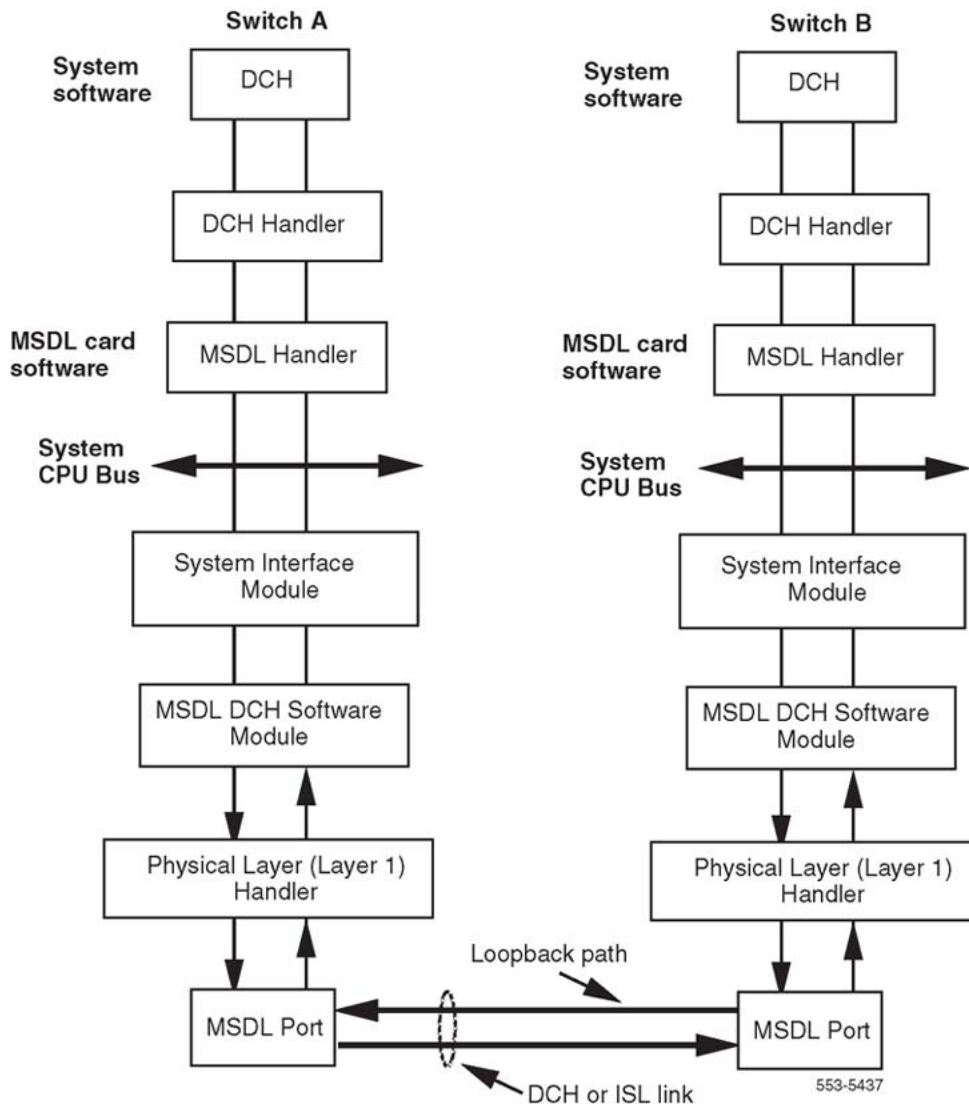 Switch A
Switch B
System
software
DCH
System
software
DCH
DCH Handler
DCH Handler
MSDL card
software
MSDL Handler
MSDL card
software
MSDL Handler
System
CPU Bus
System
CPU Bus
System Interface
Module
System Interface
Module
MSDL DCH Software
Module
MSDL DCH Software
Module
Physical Layer (Layer 1)
Handler
Physical Layer (Layer 1)
Handler
Loopback path
MSDL Port
MSDL Port
DCH or ISL link
553-5437